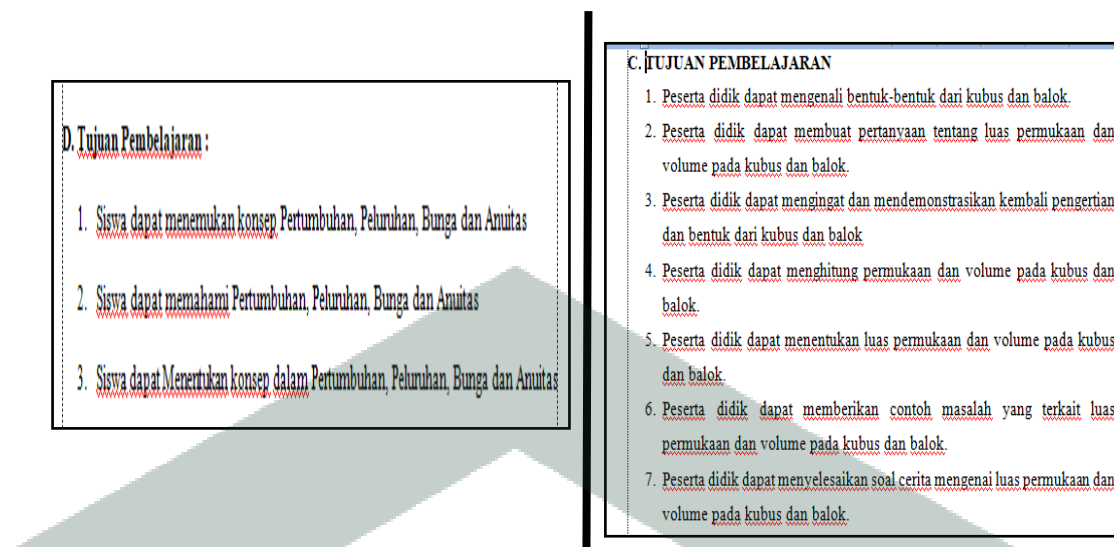 D. Tujuan Pembelajaran :
1. Siswa dapat menemukan konsep Pertumbuhan, Peluruhan, Bunga dan Anuitas
2. Siswa dapat memahami Pertumbuhan, Peluruhan, Bunga dan Anuitas
3. Siswa dapat Menentukan konsep dalam Pertumbuhan, Peluruhan, Bunga dan Anuitas
C. TUJUAN PEMBELAJARAN
1. Peserta didik dapat mengenali bentuk-bentuk dari kubus dan balok.
2. Peserta didik dapat membuat pertanyaan tentang luas permukaan dan
volume pada kubus dan balok.
3. Peserta didik dapat mengingat dan mendemonstrasikan kembali pengertian
dan bentuk dari kubus dan balok
4. Peserta didik dapat menghitung permukaan dan volume pada kubus dan
balok.
5. Peserta didik dapat menentukan luas permukaan dan volume pada kubus
dan balok.
6. Peserta didik dapat memberikan contoh masalah yang terkait luas
permukaan dan volume pada kubus dan balok.
7. Peserta didik dapat menyelesaikan soal cerita mengenai luas permukaan dan
volume pada kubus dan balok.